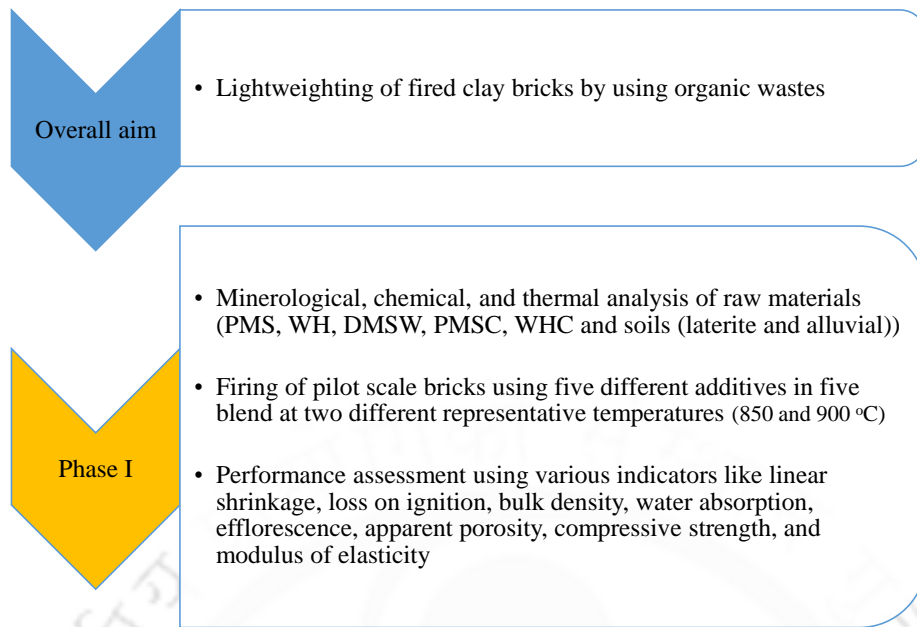 Overall aim
• Lightweighting of fired clay bricks by using organic wastes
Phase I
• Minerological, chemical, and thermal analysis of raw materials
(PMS, WH, DMSW, PMSC, WHC and soils (laterite and alluvial))
• Firing of pilot scale bricks using five different additives in five
blend at two different representative temperatures (850 and 900 °C)
• Performance assessment using various indicators like linear
shrinkage, loss on ignition, bulk density, water absorption,
efflorescence, apparent porosity, compressive strength, and
modulus of elasticity